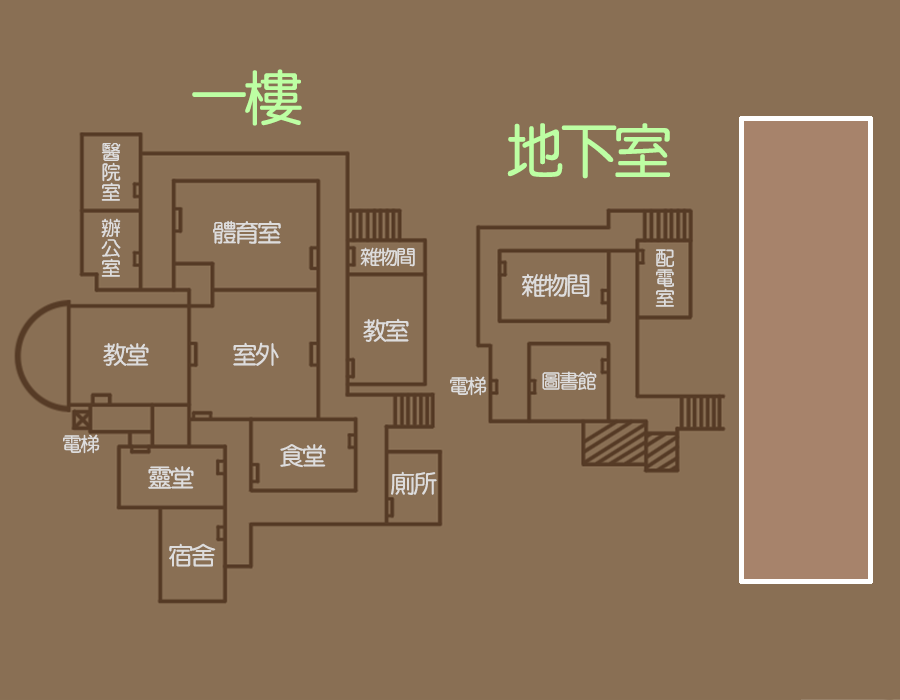 一樓
地下室
醫院室
辦公室
體育室
雜物間
教室
教堂
室外
電梯
靈堂
食堂
廁所
宿舍
雜物間
配電室
電梯
圖書館